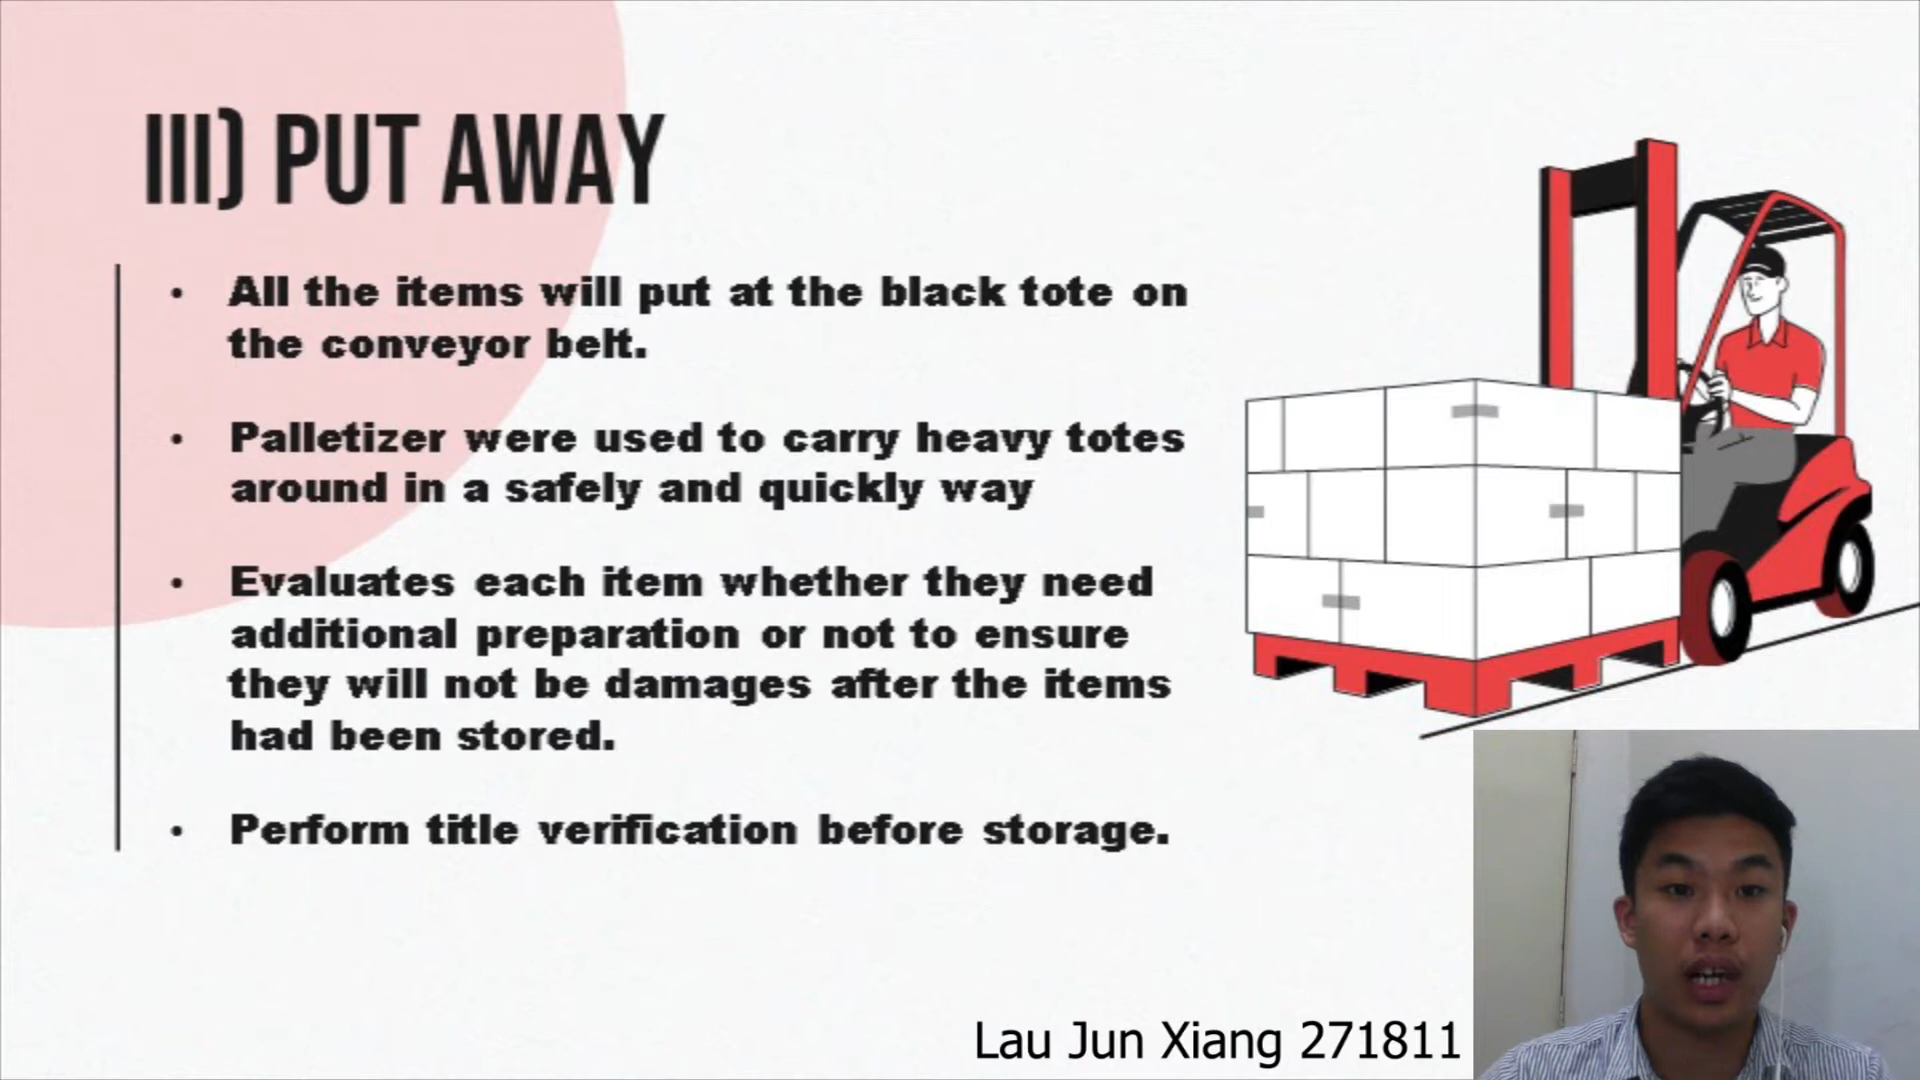 III) PUT AWAY
• All the items will put at the black tote on
the conveyor belt.
• Palletizer were used to carry heavy totes
around in a safely and quickly way
• Evaluates each item whether they need
additional preparation or not to ensure
they will not be damages after the items
had been stored.
• Perform title verification before storage.
Lau Jun Xiang 271811